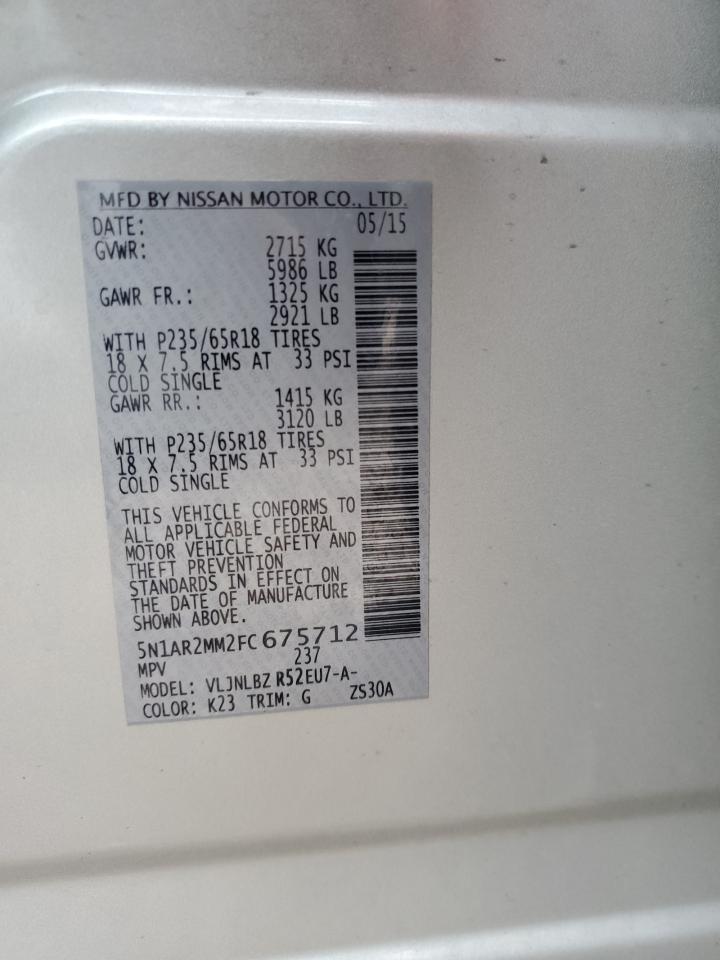 MFD BY NISSAN MOTOR CO., LTD.
DATE: 05/15
GVWR: 2715 KG
5986 LB
GAWR FR.: 1325 KG
2921 LB
WITH P235/65R18 TIRES
18 X 7.5 RIMS AT 33 PSI
COLD SINGLE
GAWR RR.: 1415 KG
3120 LB
WITH P235/65R18 TIRES
18 X 7.5 RIMS AT 33 PSI
COLD SINGLE
THIS VEHICLE CONFORMS TO
ALL APPLICABLE FEDERAL
MOTOR VEHICLE SAFETY AND
THEFT PREVENTION
STANDARDS IN EFFECT ON
THE DATE OF MANUFACTURE
SHOWN ABOVE.
5N1AR2MM2FC675712
MPV 237
MODEL: VLJNLBZ R52EU7-A-
COLOR: K23 TRIM: G ZS30A